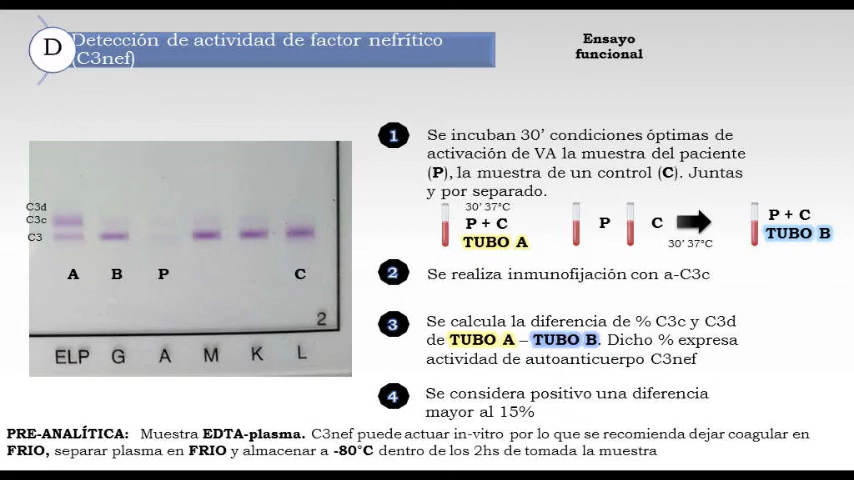 D
Detección de actividad de factor nefrítico
(C3nef)
Ensayo
funcional
C3d
C3c
C3
A B P C
2
ELP G A M K L
1
Se incuban 30’ condiciones óptimas de
activación de VA la muestra del paciente
(P), la muestra de un control (C). Juntas
y por separado.
30’ 37°C
P + C
TUBO A
P
C
30’ 37°C
P + C
TUBO B
2
Se realiza inmunofijación con a-C3c
3
Se calcula la diferencia de % C3c y C3d
de TUBO A – TUBO B. Dicho % expresa
actividad de autoanticuerpo C3nef
4
Se considera positivo una diferencia
mayor al 15%
PRE-ANALÍTICA: Muestra EDTA-plasma. C3nef puede actuar in-vitro por lo que se recomienda dejar coagular en
FRIO, separar plasma en FRIO y almacenar a -80°C dentro de los 2hs de tomada la muestra